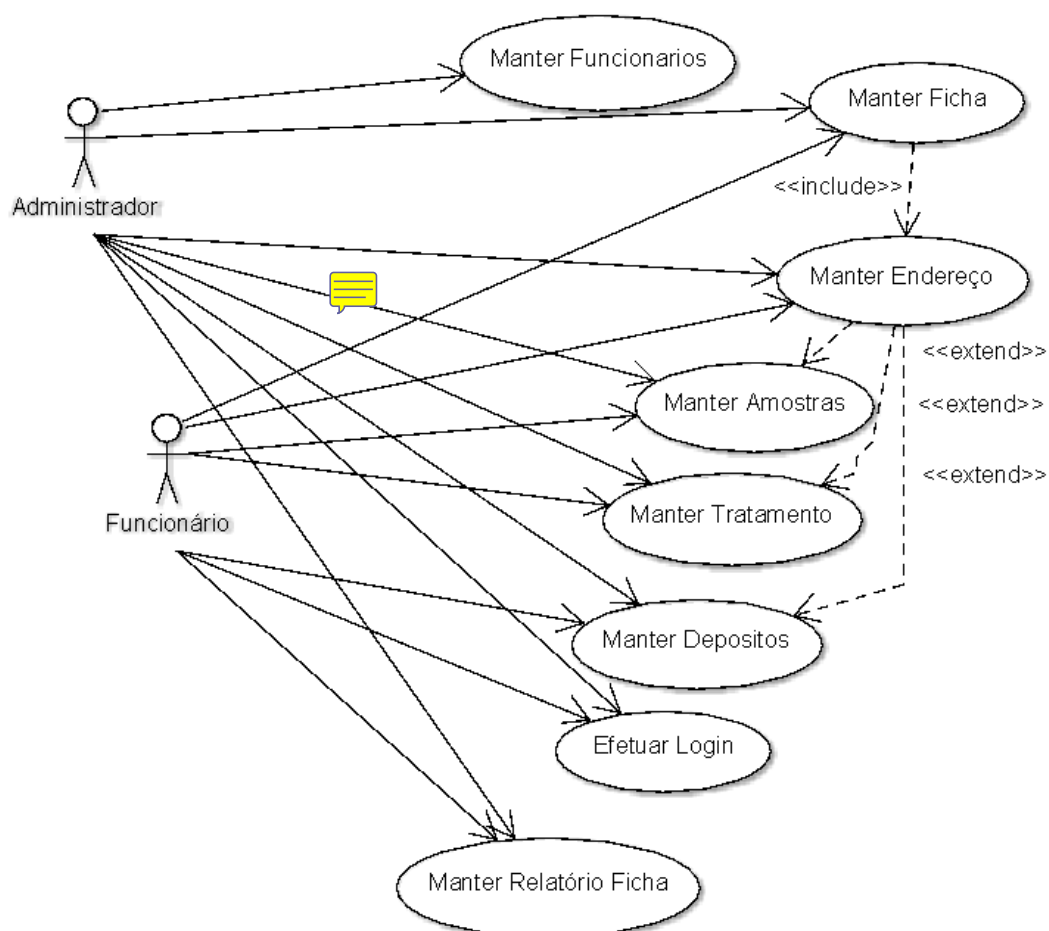 Manter Funcionarios
Manter Ficha
<<include>>
Administrador
Manter Endereço
<<extend>>
Manter Amostras
<<extend>>
Funcionário
<<extend>>
Manter Tratamento
Manter Depositos
Efetuar Login
Manter Relatório Ficha